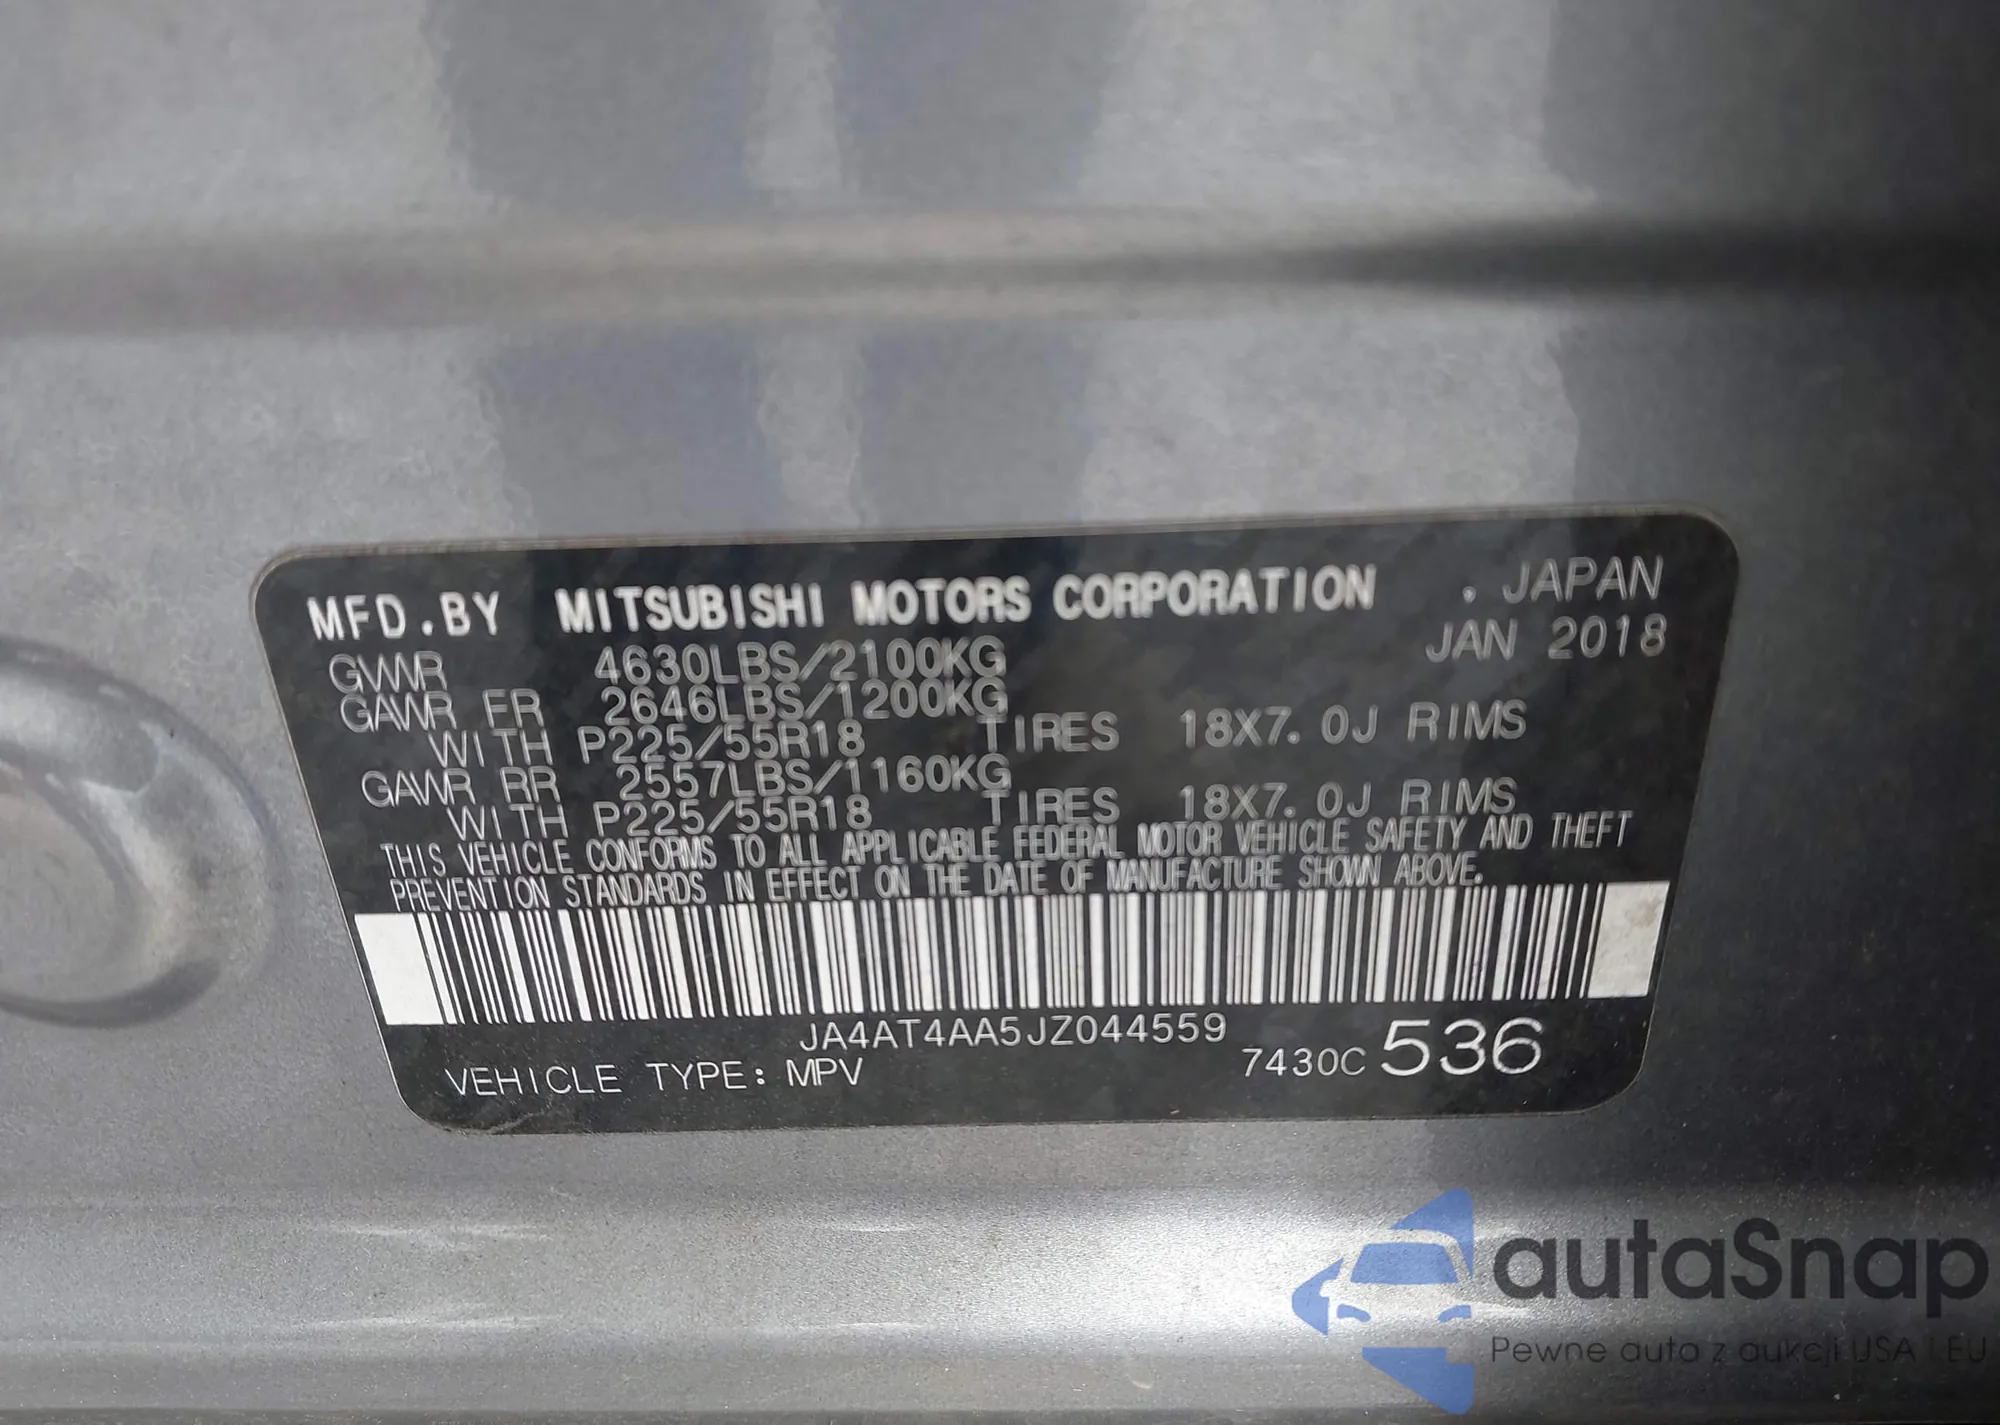 MFD.BY MITSUBISHI MOTORS CORPORATION . JAPAN
JAN 2018
GVWR 4630LBS/2100KG
GAWR FR 2646LBS/1200KG
WITH P225/55R18 TIRES 18X7.0J RIMS
GAWR RR 2557LBS/1160KG
WITH P225/55R18 TIRES 18X7.0J RIMS
THIS VEHICLE CONFORMS TO ALL APPLICABLE FEDERAL MOTOR VEHICLE SAFETY AND THEFT
PREVENTION STANDARDS IN EFFECT ON THE DATE OF MANUFACTURE SHOWN ABOVE.
JA4AT4AA5JZ044559
VEHICLE TYPE: MPV 7430C 536
autaSnap
Pewne auta z aukcji USA i EU